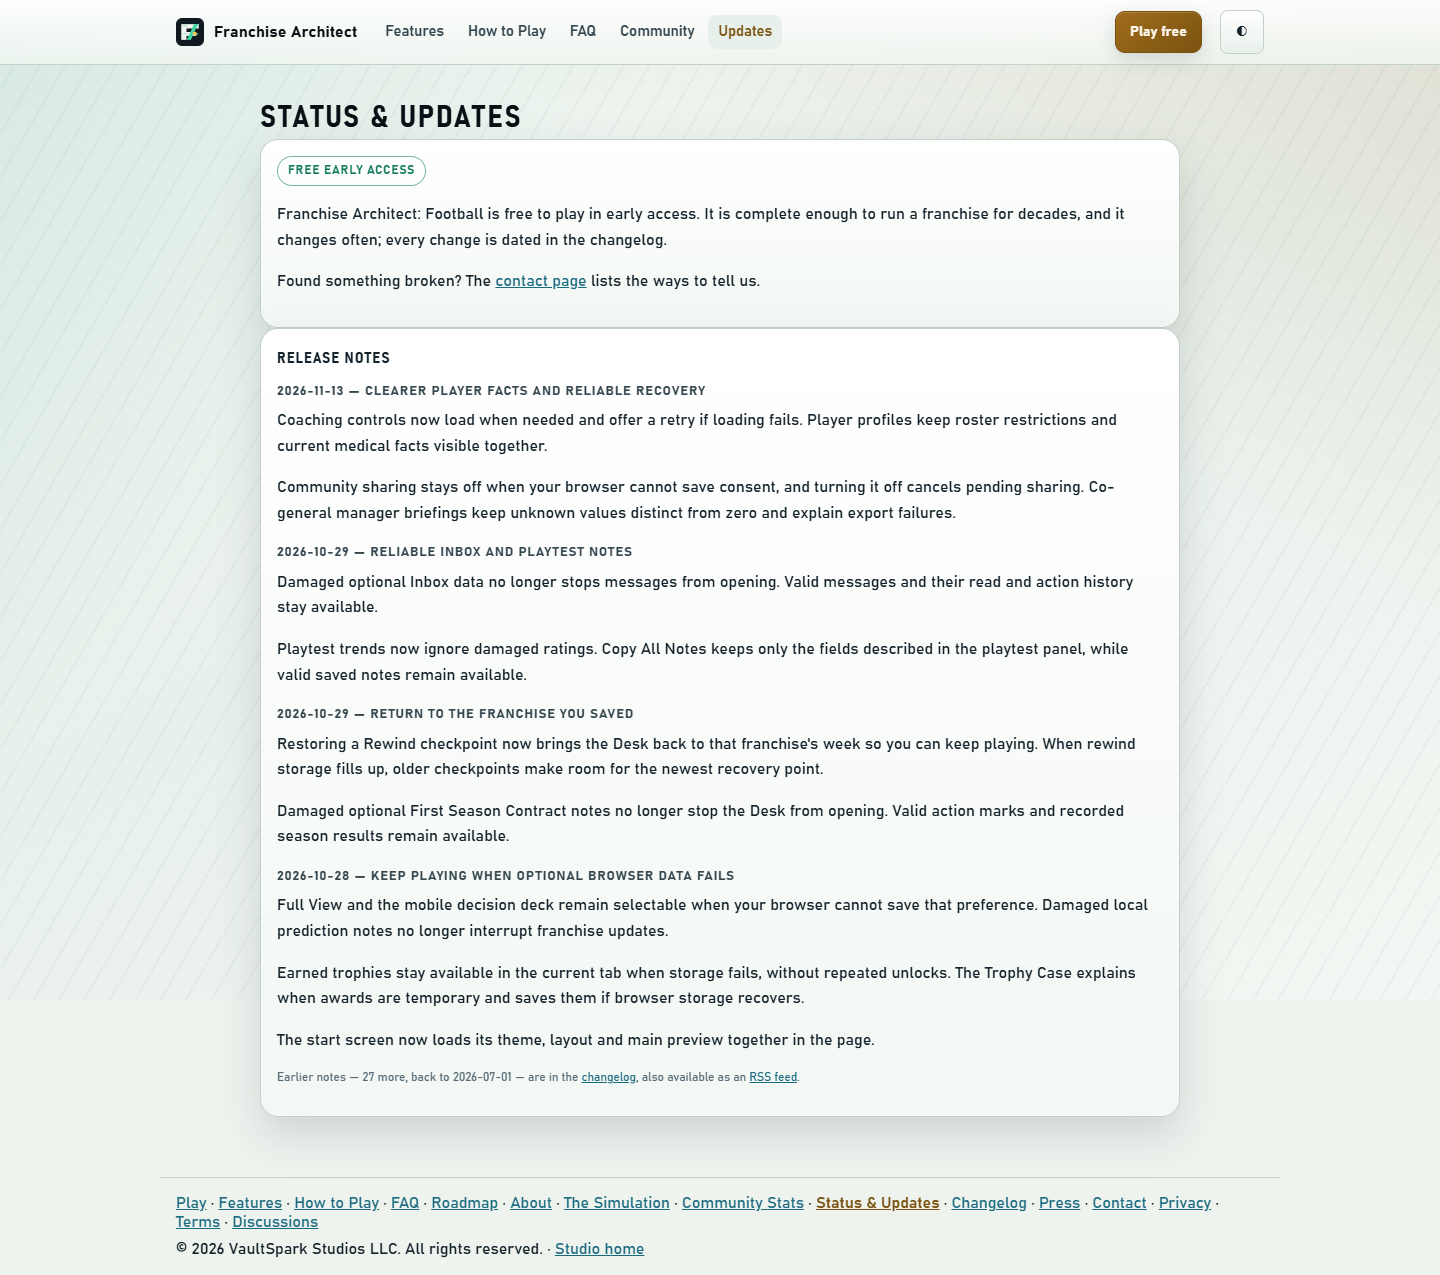 Franchise Architect Features How to Play FAQ Community Updates Play free
STATUS & UPDATES
FREE EARLY ACCESS
Franchise Architect: Football is free to play in early access. It is complete enough to run a franchise for decades, and it
changes often; every change is dated in the changelog.
Found something broken? The contact page lists the ways to tell us.
RELEASE NOTES
2026-11-13 — CLEARER PLAYER FACTS AND RELIABLE RECOVERY
Coaching controls now load when needed and offer a retry if loading fails. Player profiles keep roster restrictions and
current medical facts visible together.
Community sharing stays off when your browser cannot save consent, and turning it off cancels pending sharing. Co-
general manager briefings keep unknown values distinct from zero and explain export failures.
2026-10-29 — RELIABLE INBOX AND PLAYTEST NOTES
Damaged optional Inbox data no longer stops messages from opening. Valid messages and their read and action history
stay available.
Playtest trends now ignore damaged ratings. Copy All Notes keeps only the fields described in the playtest panel, while
valid saved notes remain available.
2026-10-29 — RETURN TO THE FRANCHISE YOU SAVED
Restoring a Rewind checkpoint now brings the Desk back to that franchise's week so you can keep playing. When rewind
storage fills up, older checkpoints make room for the newest recovery point.
Damaged optional First Season Contract notes no longer stop the Desk from opening. Valid action marks and recorded
season results remain available.
2026-10-28 — KEEP PLAYING WHEN OPTIONAL BROWSER DATA FAILS
Full View and the mobile decision deck remain selectable when your browser cannot save that preference. Damaged local
prediction notes no longer interrupt franchise updates.
Earned trophies stay available in the current tab when storage fails, without repeated unlocks. The Trophy Case explains
when awards are temporary and saves them if browser storage recovers.
The start screen now loads its theme, layout and main preview together in the page.
Earlier notes — 27 more, back to 2026-07-01 — are in the changelog, also available as an RSS feed.
Play · Features · How to Play · FAQ · Roadmap · About · The Simulation · Community Stats · Status & Updates · Changelog · Press · Contact · Privacy ·
Terms · Discussions
© 2026 VaultSpark Studios LLC. All rights reserved. · Studio home